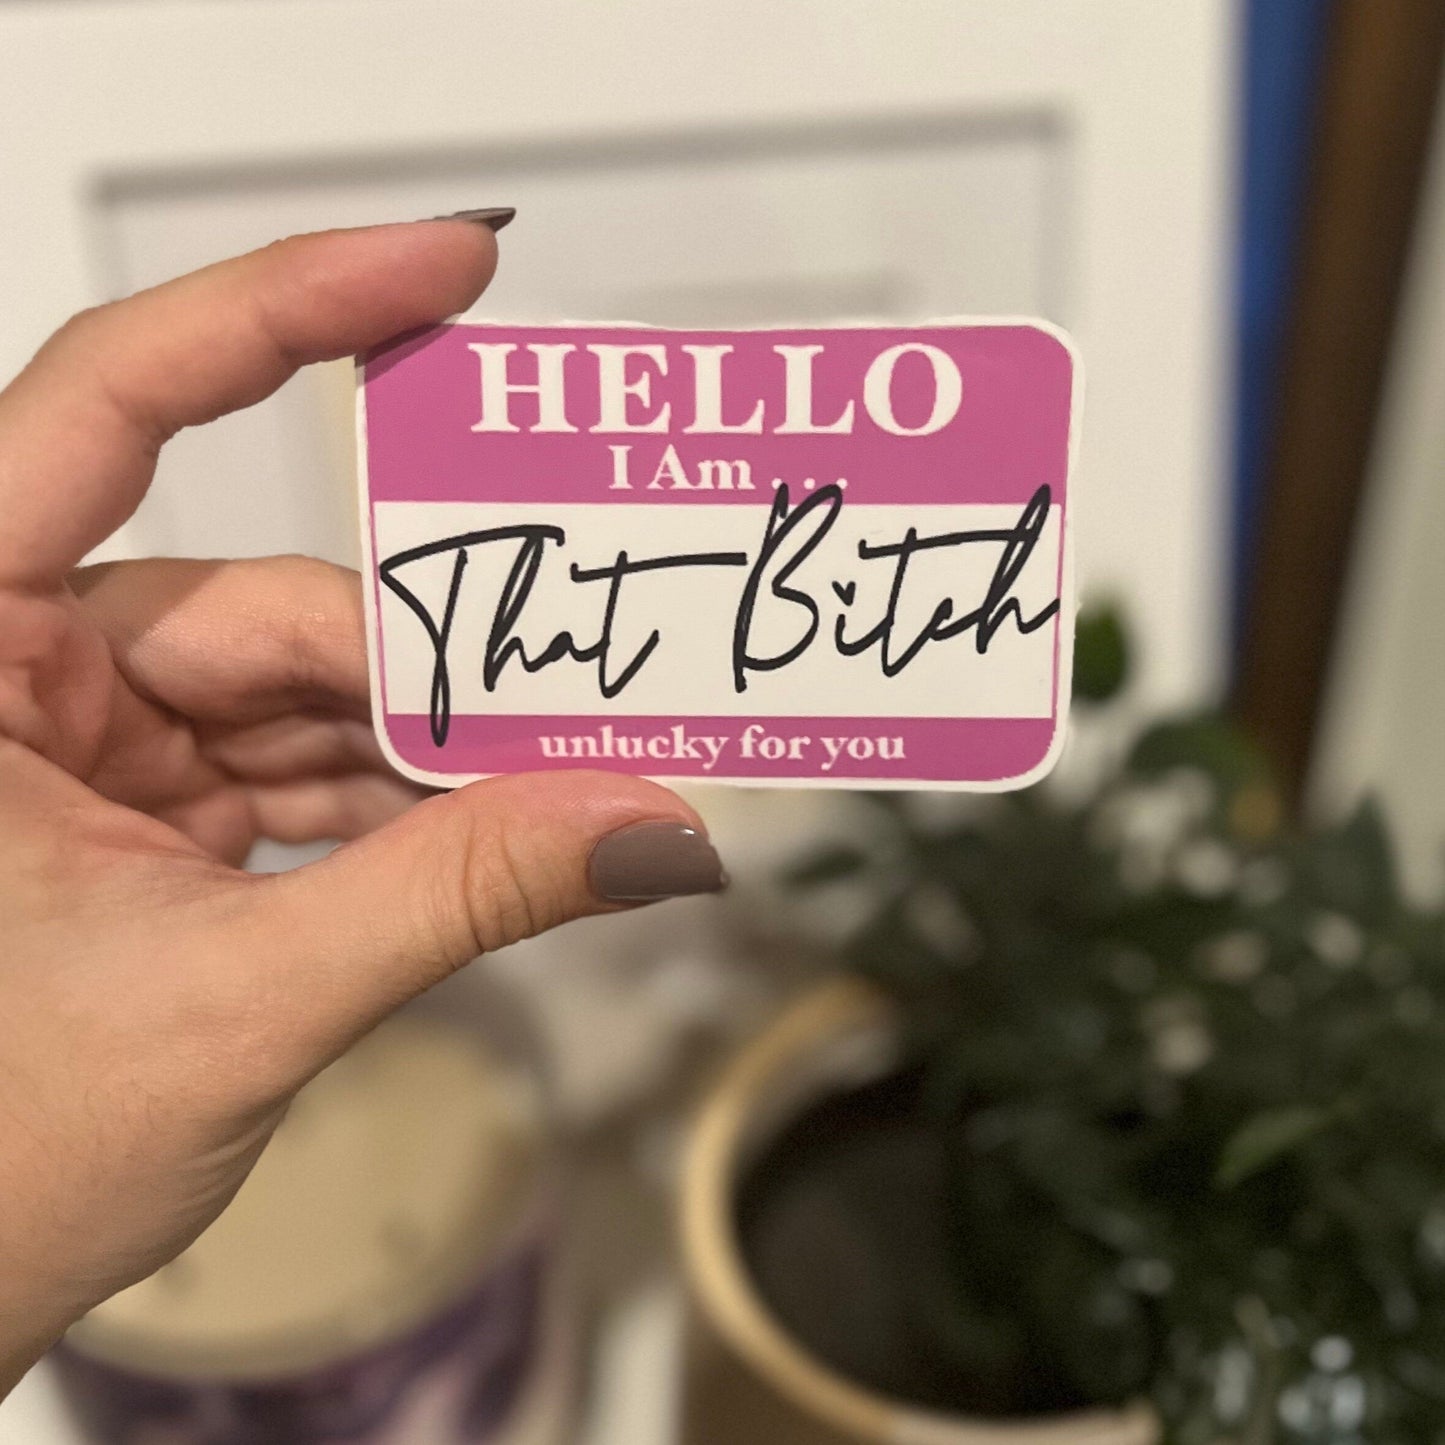 HELLO
I Am . . .
That Bitch
unlucky for you